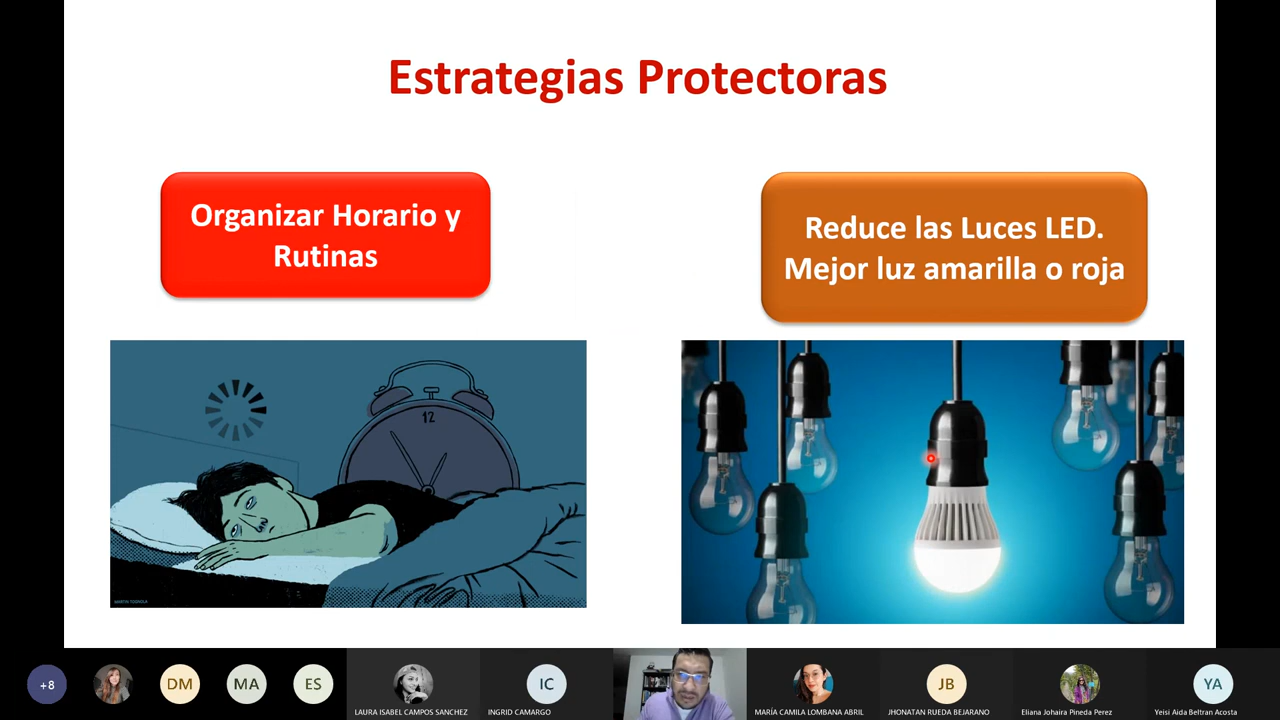 Estrategias Protectoras
Organizar Horario y
Rutinas
Reduce las Luces LED.
Mejor luz amarilla o roja
12
+8
DM
MA
ES
LAURA ISABEL CAMPOS SANCHEZ
IC
INGRID CAMARGO
MARÍA CAMILA LOMBANA ABRIL
JB
JHONATAN RUEDA BEJARANO
Eliana Johaira Pineda Perez
YA
Yeisi Aida Beltran Acosta